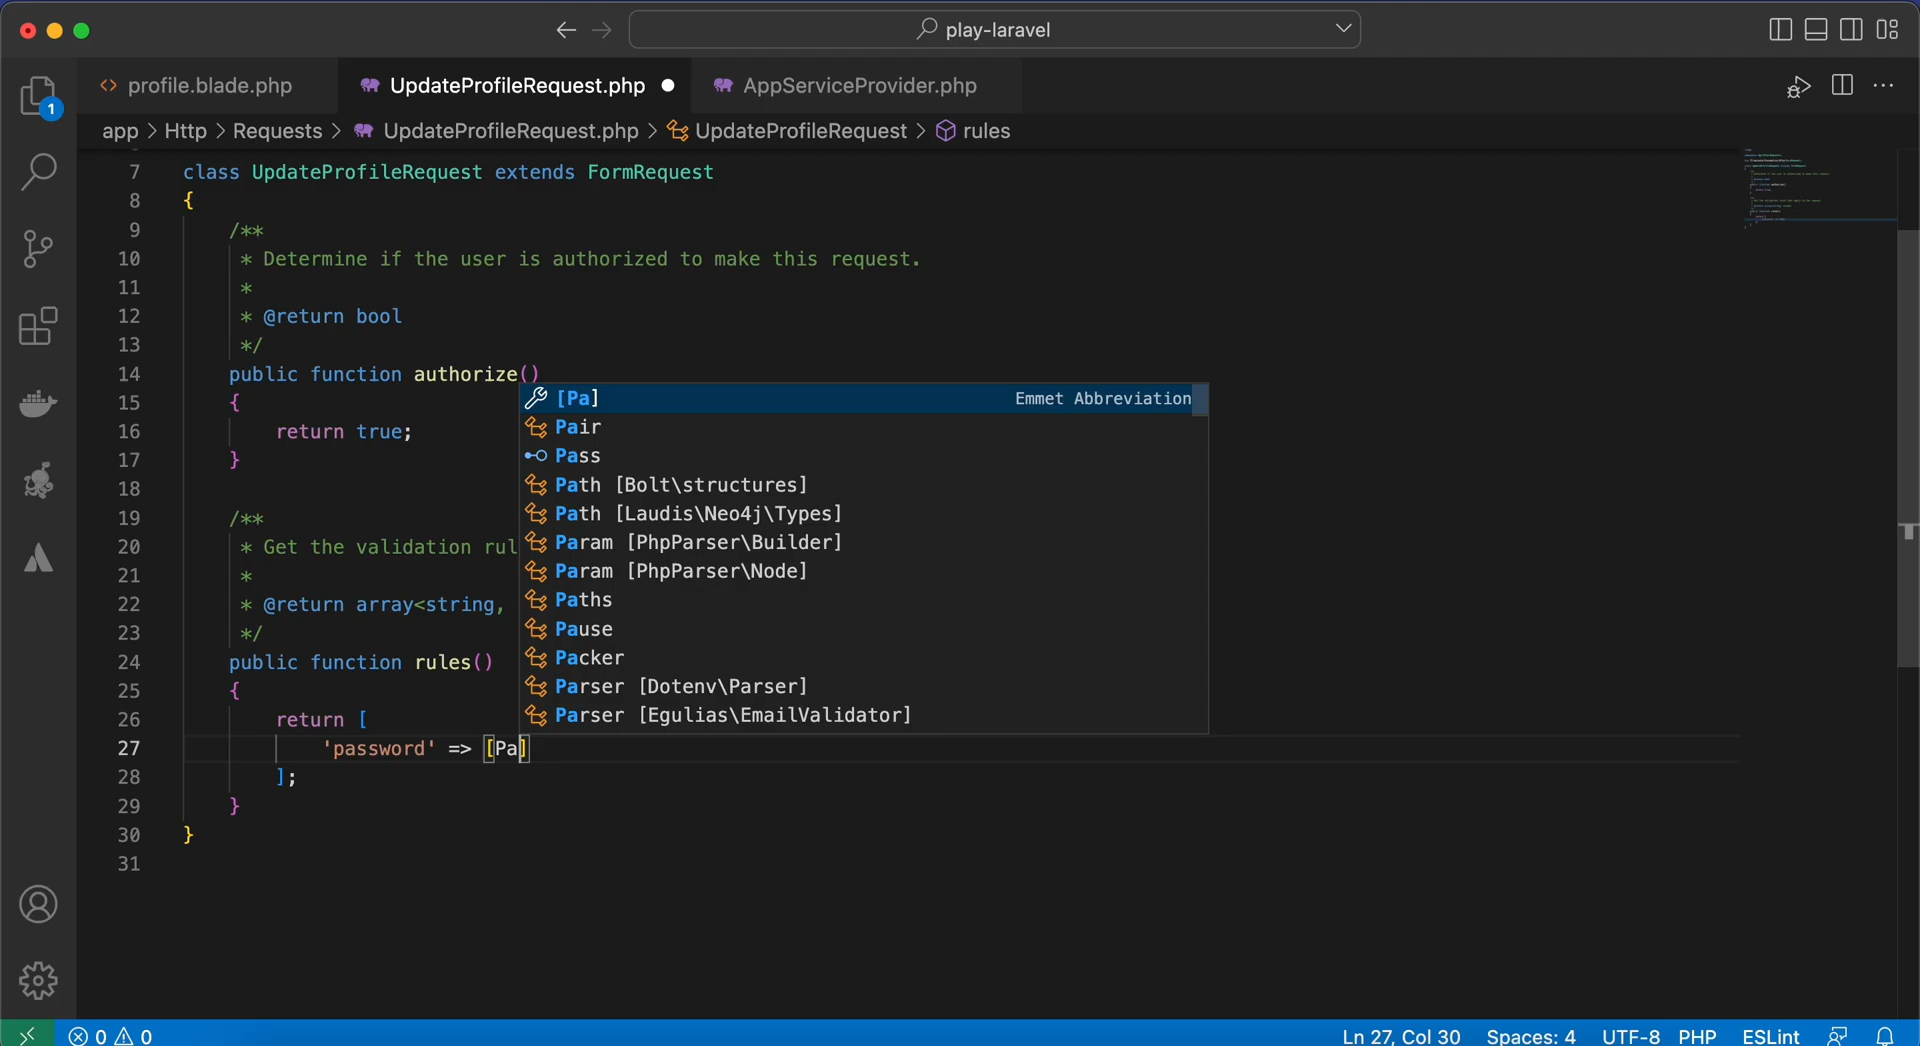 play-laravel
profile.blade.php
UpdateProfileRequest.php
AppServiceProvider.php
1
app > Http > Requests > UpdateProfileRequest.php > UpdateProfileRequest > rules
7 class UpdateProfileRequest extends FormRequest
8 {
9 /**
10 * Determine if the user is authorized to make this request.
11 *
12 * @return bool
13 */
14 public function authorize()
15 {
16 return true;
17 }
18
19 /**
20 * Get the validation rul
21 *
22 * @return array<string,
23 */
24 public function rules()
25 {
26 return [
27 'password' => [Pa]
28 ];
29 }
30 }
31
[Pa] Emmet Abbreviation
Pair
Pass
Path [Bolt\structures]
Path [Laudis\Neo4j\Types]
Param [PhpParser\Builder]
Param [PhpParser\Node]
Paths
Pause
Packer
Parser [Dotenv\Parser]
Parser [Egulias\EmailValidator]
0 0
Ln 27, Col 30 Spaces: 4 UTF-8 PHP ESLint